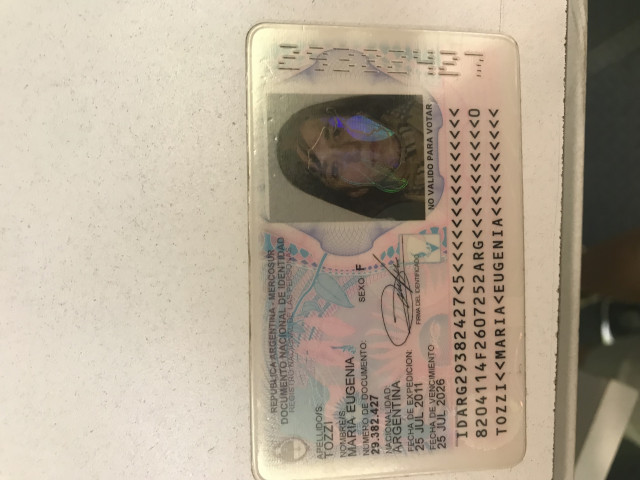 REPUBLICA ARGENTINA - MERCOSUR
DOCUMENTO NACIONAL DE IDENTIDAD
APELLIDO/S:
TOZZI
NOMBRE/S:
MARIA EUGENIA
SEXO: F
NUMERO DE DOCUMENTO
29.382.427
NACIONALIDAD
ARGENTINA
FECHA DE EXPEDICION:
25 JUL 2011
FECHA DE VENCIMIENTO
25 JUL 2026
FIRMA DEL IDENTIFICADO
NO VALIDO PARA VOTAR
IDARG29382427<5<<<<<<<<<<<<<<<
8204114F2607252ARG<<<<<<<<<<<0
TOZZI<<MARIA<EUGENIA<<<<<<<<<<